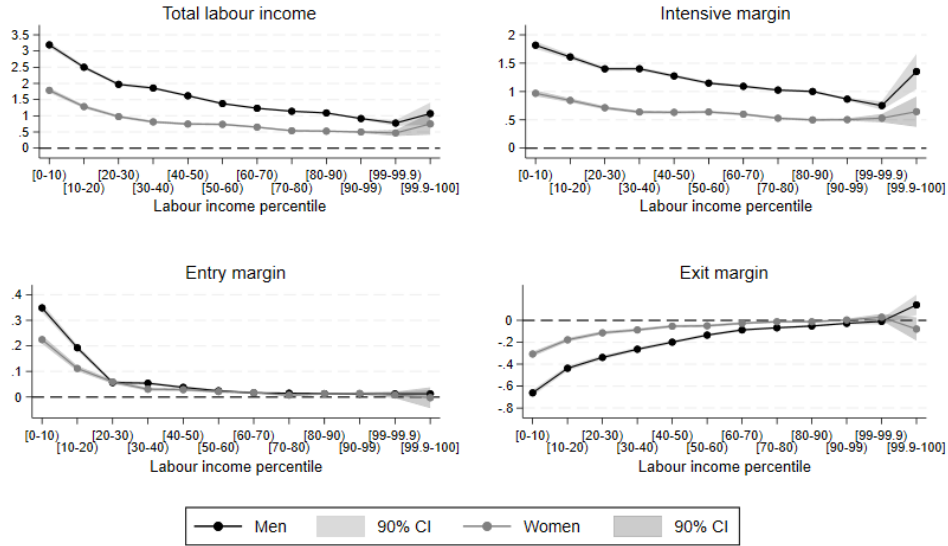 Total labour income
3.5
3
2.5
2
1.5
1
.5
0
[0-10) [20-30) [40-50) [60-70) [80-90) [99-99.9)
[10-20) [30-40) [50-60) [70-80) [90-99) [99.9-100]
Labour income percentile
Intensive margin
2
1.5
1
.5
0
[0-10) [20-30) [40-50) [60-70) [80-90) [99-99.9)
[10-20) [30-40) [50-60) [70-80) [90-99) [99.9-100]
Labour income percentile
Entry margin
.4
.3
.2
.1
0
[0-10) [20-30) [40-50) [60-70) [80-90) [99-99.9)
[10-20) [30-40) [50-60) [70-80) [90-99) [99.9-100]
Labour income percentile
Exit margin
0
-.2
-.4
-.6
-.8
[0-10) [20-30) [40-50) [60-70) [80-90) [99-99.9)
[10-20) [30-40) [50-60) [70-80) [90-99) [99.9-100]
Labour income percentile
Men 90% CI Women 90% CI